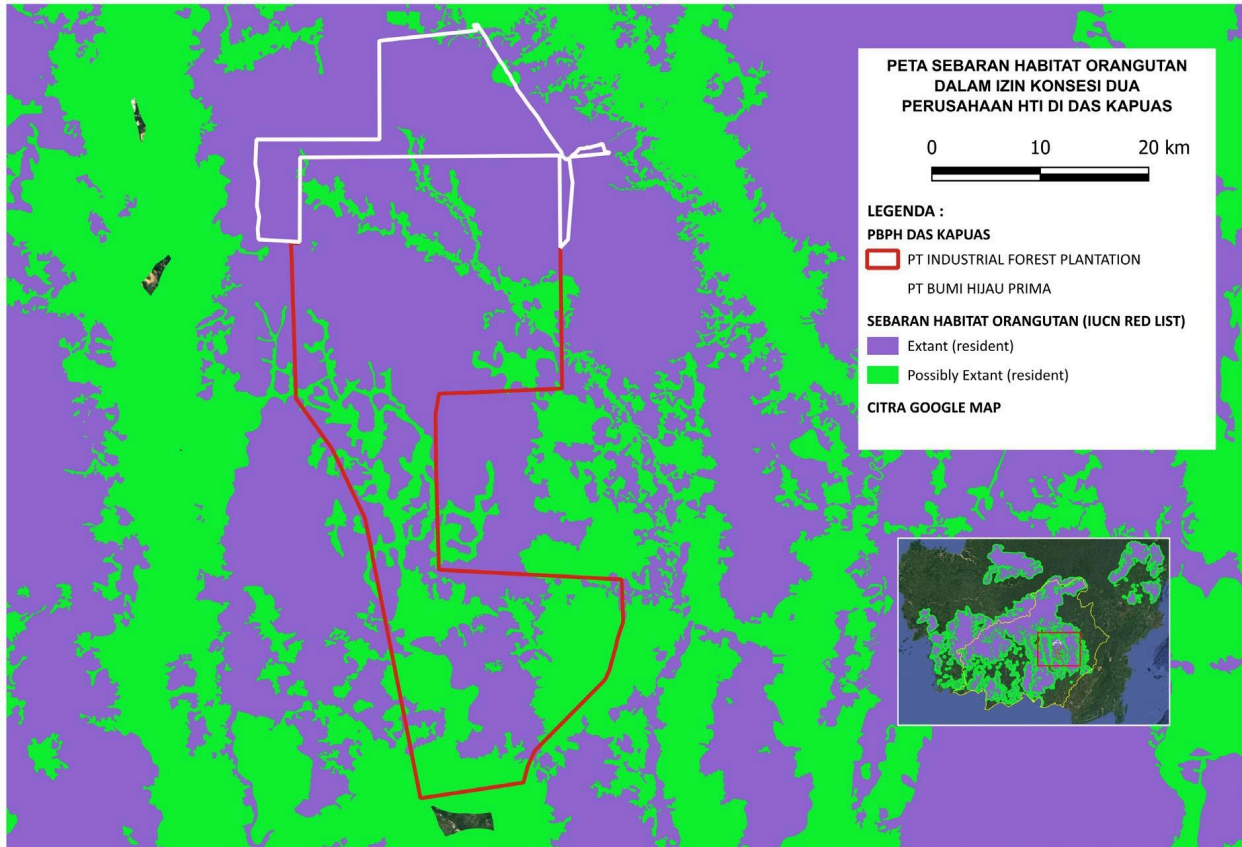 PETA SEBARAN HABITAT ORANGUTAN
DALAM IZIN KONSESI DUA
PERUSAHAAN HTI DI DAS KAPUAS
0 10 20 km
LEGENDA :
PBPH DAS KAPUAS
PT INDUSTRIAL FOREST PLANTATION
PT BUMI HIJAU PRIMA
SEBARAN HABITAT ORANGUTAN (IUCN RED LIST)
Extant (resident)
Possibly Extant (resident)
CITRA GOOGLE MAP